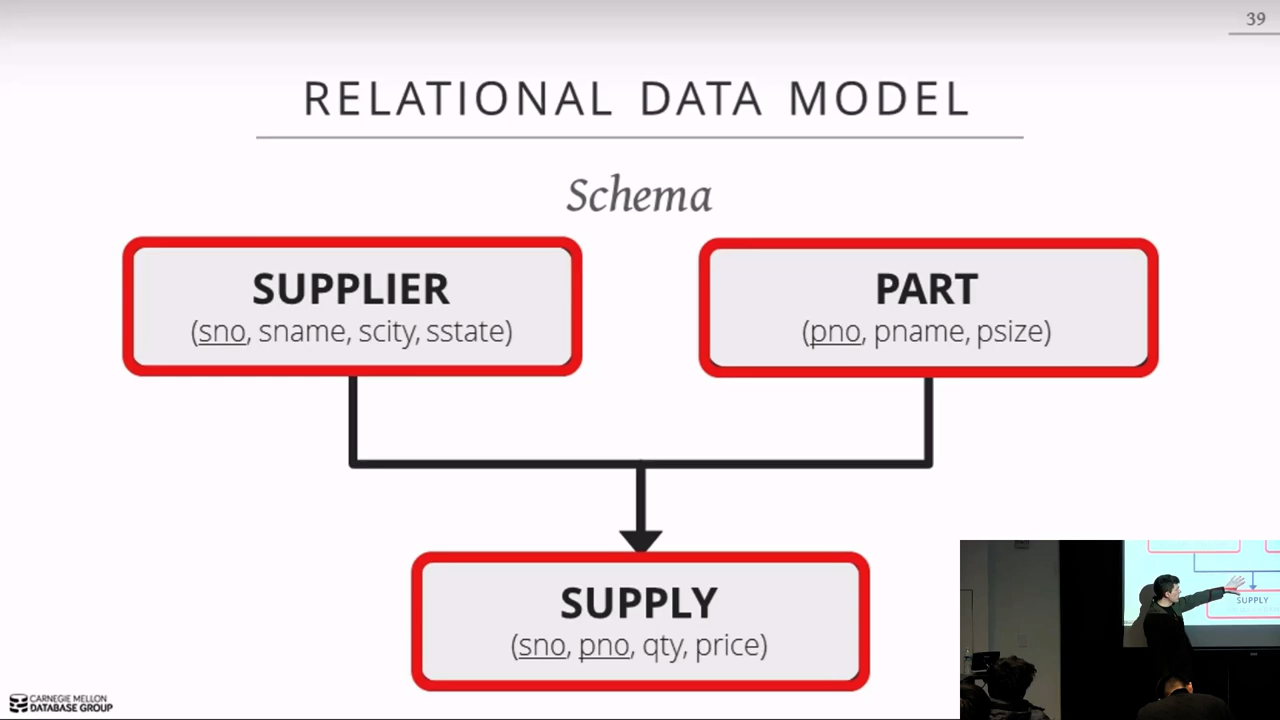 39
RELATIONAL DATA MODEL
Schema
SUPPLIER
(sno, sname, scity, sstate)
PART
(pno, pname, psize)
SUPPLY
(sno, pno, qty, price)
SUPPLY
CARNEGIE MELLON
DATABASE GROUP